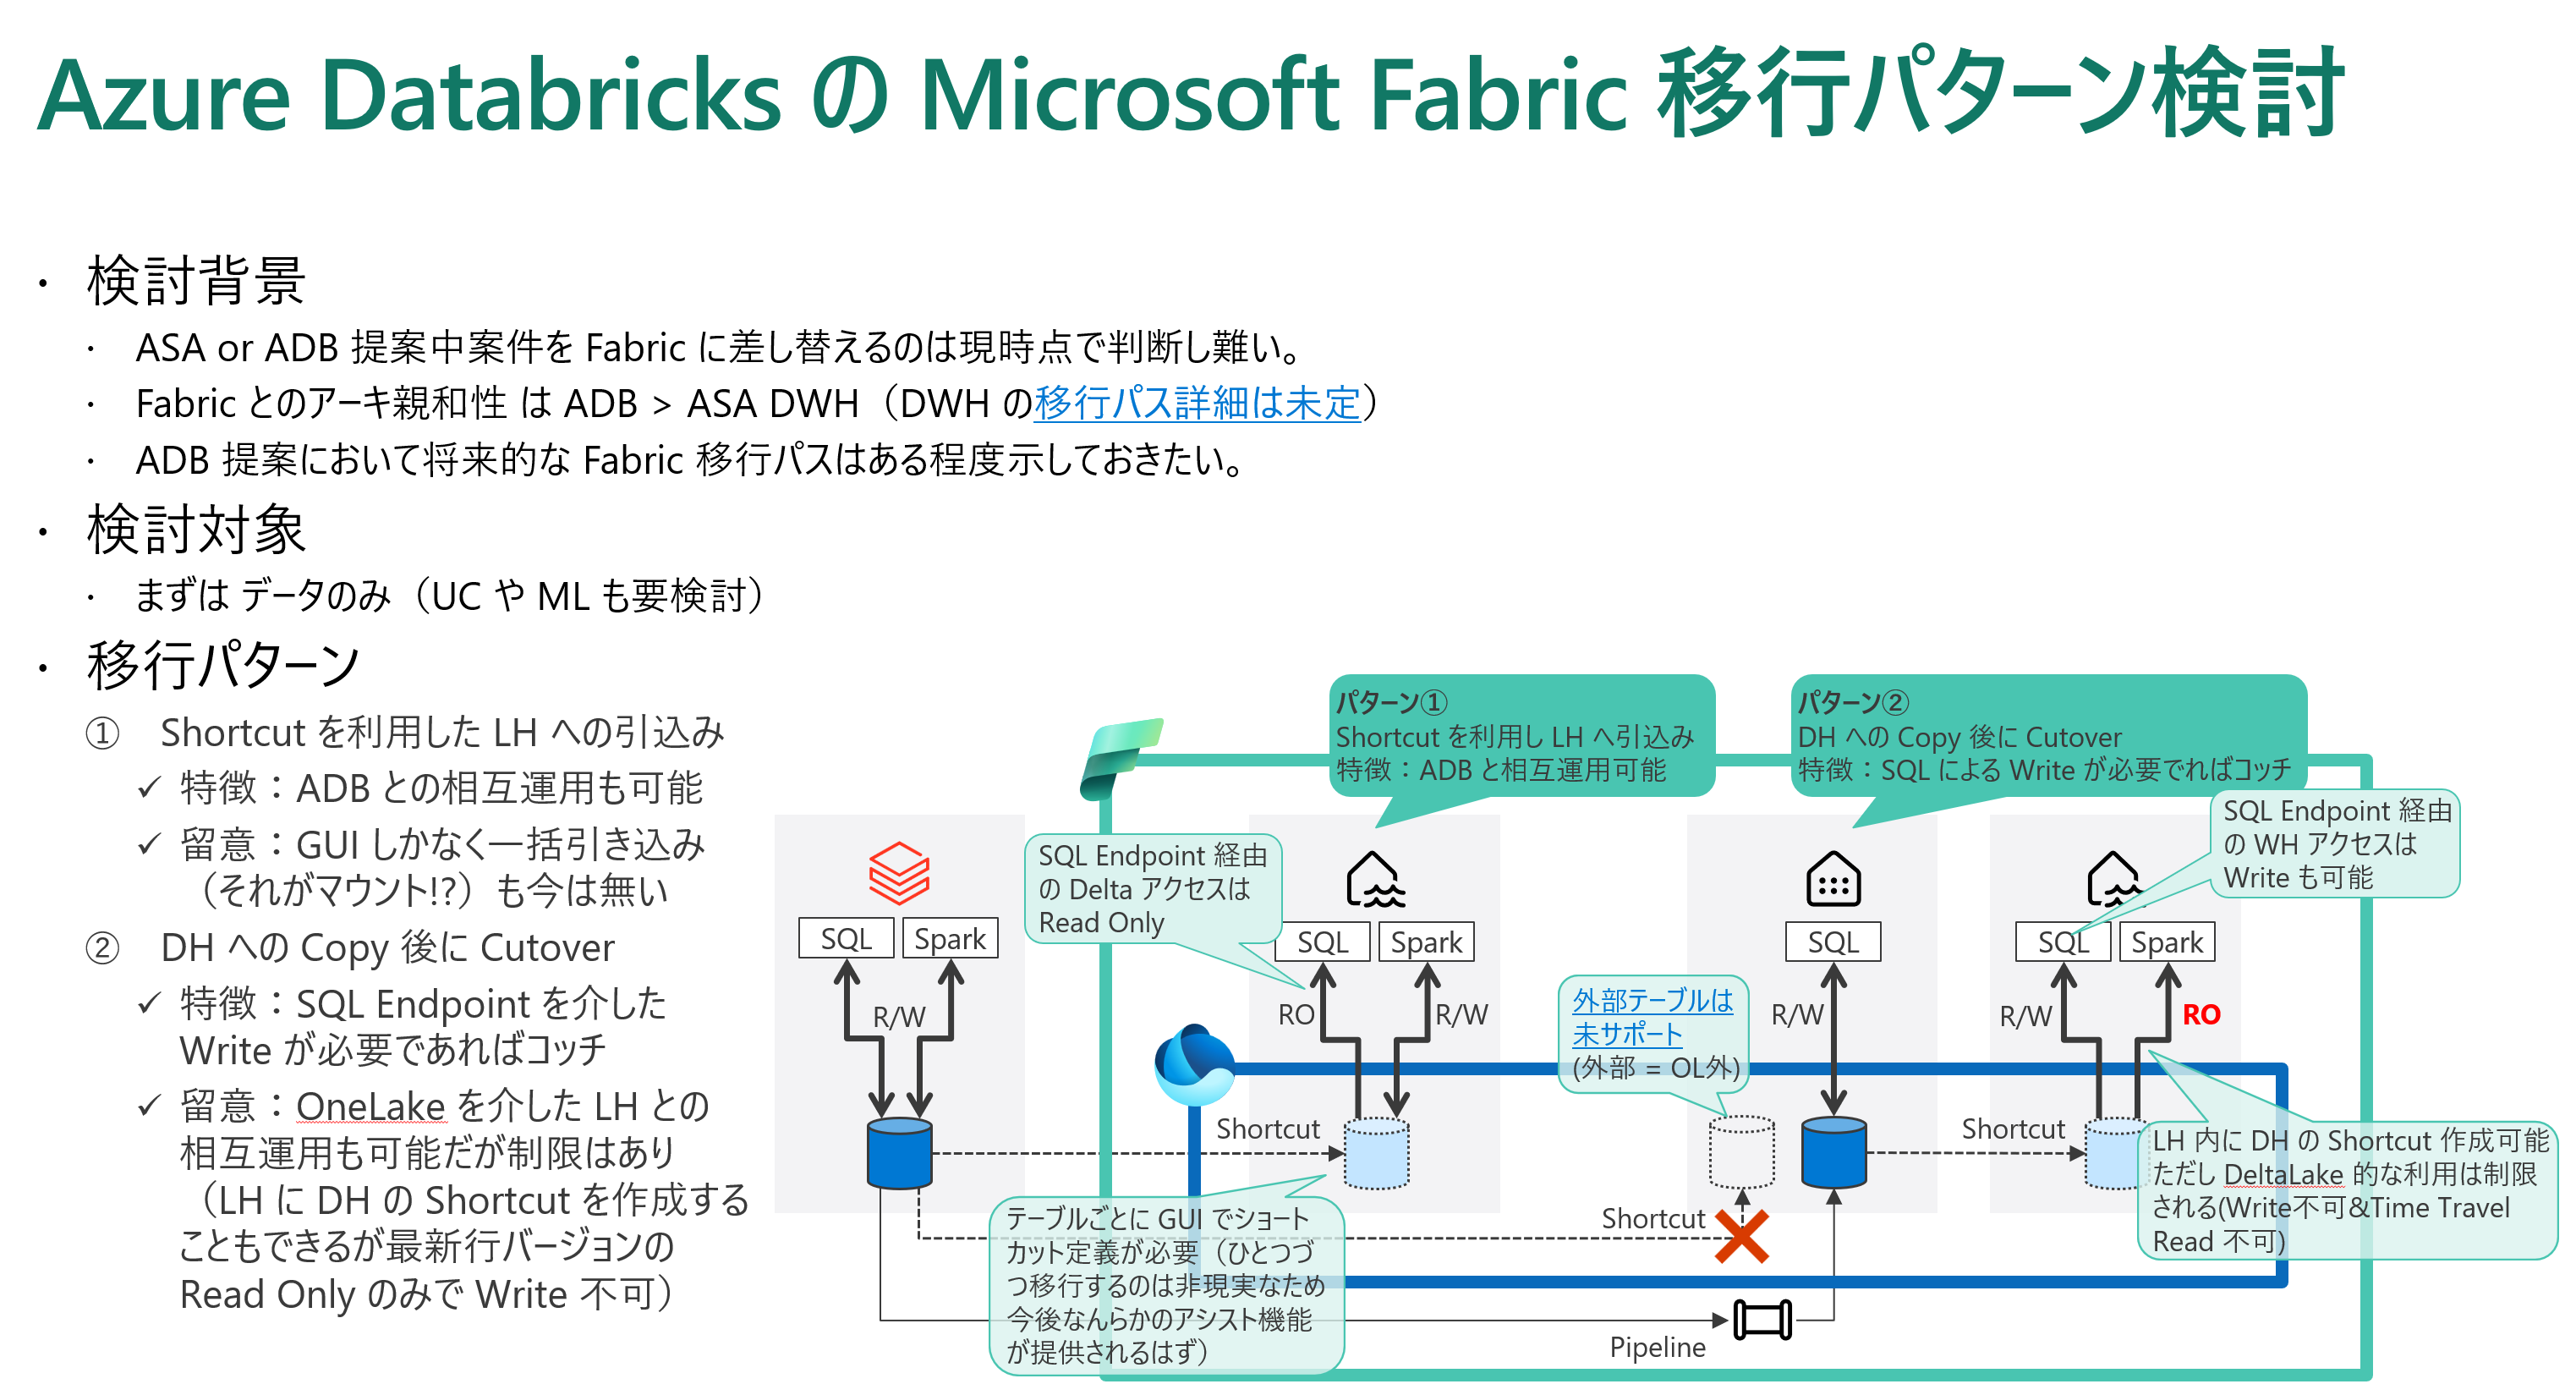 Azure Databricks の Microsoft Fabric 移行パターン検討
・ 検討背景
・ ASA or ADB 提案中案件を Fabric に差し替えるのは現時点で判断し難い。
・ Fabric とのアーキ親和性 は ADB > ASA DWH（DWH の移行パス詳細は未定）
・ ADB 提案において将来的な Fabric 移行パスはある程度示しておきたい。
・ 検討対象
・ まずは データのみ（UC や ML も要検討）
・ 移行パターン
① Shortcut を利用した LH への引込み
✓ 特徴：ADB との相互運用も可能
✓ 留意：GUI しかなく一括引き込み
（それがマウント!?）も今は無い
② DH への Copy 後に Cutover
✓ 特徴：SQL Endpoint を介した
Write が必要であればコッチ
✓ 留意：OneLake を介した LH との
相互運用も可能だが制限はあり
（LH に DH の Shortcut を作成する
こともできるが最新行バージョンの
Read Only のみで Write 不可）
パターン①
Shortcut を利用し LH へ引込み
特徴：ADB と相互運用可能
パターン②
DH への Copy 後に Cutover
特徴：SQL による Write が必要でればコッチ
SQL Endpoint 経由
の Delta アクセスは
Read Only
SQL Endpoint 経由
の WH アクセスは
Write も可能
SQL
Spark
R/W
SQL
Spark
RO
R/W
外部テーブルは
未サポート
(外部 = OL外)
SQL
R/W
SQL
Spark
R/W
RO
Shortcut
Shortcut
Shortcut
Pipeline
テーブルごとに GUI でショート
カット定義が必要（ひとつづ
つ移行するのは非現実なため
今後なんらかのアシスト機能
が提供されるはず）
LH 内に DH の Shortcut 作成可能
ただし DeltaLake 的な利用は制限
される(Write不可&Time Travel
Read 不可)